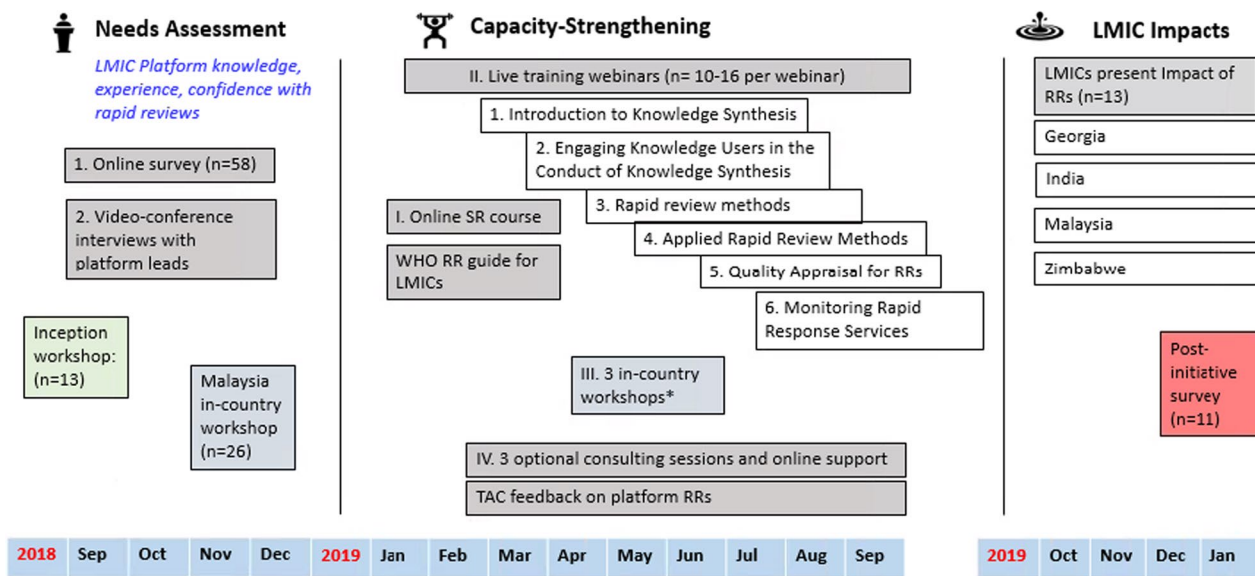 Needs Assessment
LMIC Platform knowledge,
experience, confidence with
rapid reviews
1. Online survey (n=58)
2. Video-conference
interviews with
platform leads
Inception
workshop:
(n=13)
Malaysia
in-country
workshop
(n=26)
Capacity-Strengthening
II. Live training webinars (n= 10-16 per webinar)
1. Introduction to Knowledge Synthesis
2. Engaging Knowledge Users in the
Conduct of Knowledge Synthesis
3. Rapid review methods
4. Applied Rapid Review Methods
5. Quality Appraisal for RRs
6. Monitoring Rapid
Response Services
I. Online SR course
WHO RR guide for
LMICs
III. 3 in-country
workshops*
IV. 3 optional consulting sessions and online support
TAC feedback on platform RRs
LMIC Impacts
LMICs present Impact of
RRs (n=13)
Georgia
India
Malaysia
Zimbabwe
Post-
initiative
survey
(n=11)
2018 Sep Oct Nov Dec 2019 Jan Feb Mar Apr May Jun Jul Aug Sep
2019 Oct Nov Dec Jan